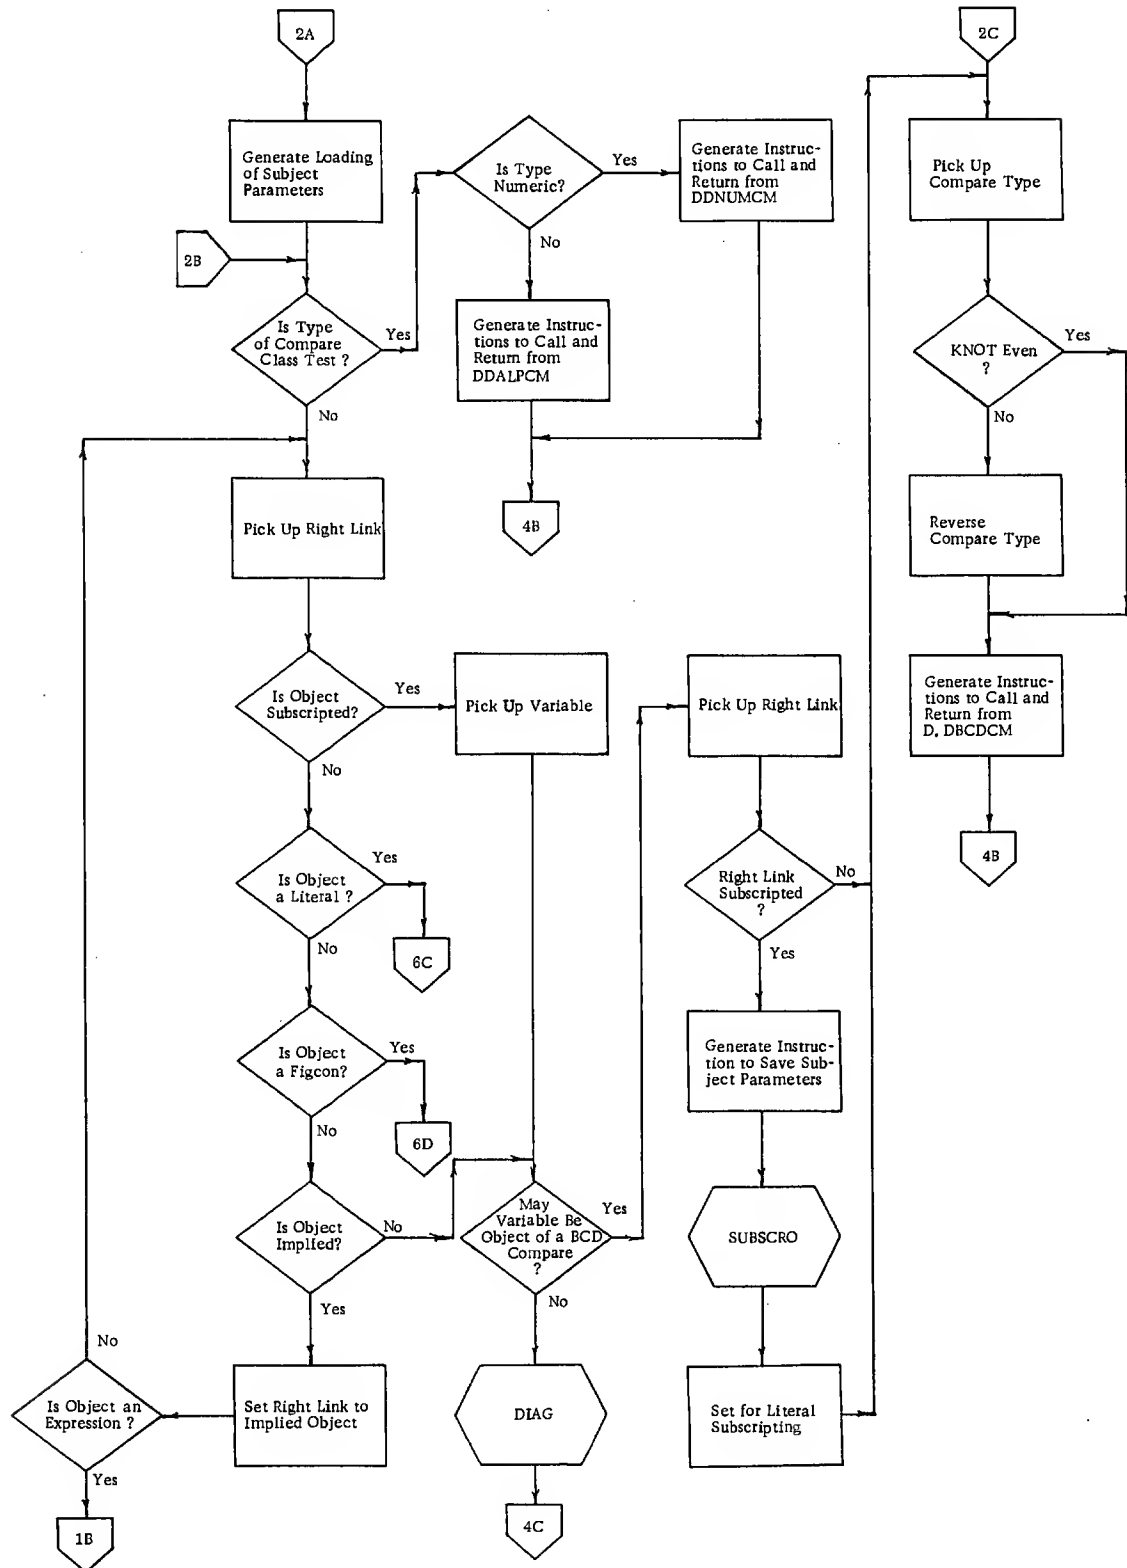 2A
Generate Loading
of Subject
Parameters
2B
Is Type
of Compare
Class Test ?
Yes
No
Is Type
Numeric?
Yes
No
Generate Instruc-
tions to Call and
Return from
DDNUMCM
Generate Instruc-
tions to Call and
Return from
DDALPCM
4B
Pick Up Right Link
Is Object
Subscripted?
Yes
No
Pick Up Variable
Is Object
a Literal ?
Yes
No
6C
Is Object
a Figcon?
Yes
No
6D
Is Object
Implied?
No
Yes
Set Right Link to
Implied Object
Is Object an
Expression ?
No
Yes
1B
May
Variable Be
Object of a BCD
Compare
?
Yes
No
DIAG
4C
Pick Up Right Link
Right Link
Subscripted
?
No
Yes
Generate Instruc-
tion to Save Sub-
ject Parameters
SUBSCRO
Set for Literal
Subscripting
2C
Pick Up
Compare Type
KNOT Even
?
Yes
No
Reverse
Compare Type
Generate Instruc-
tions to Call and
Return from
D. DBCDCM
4B